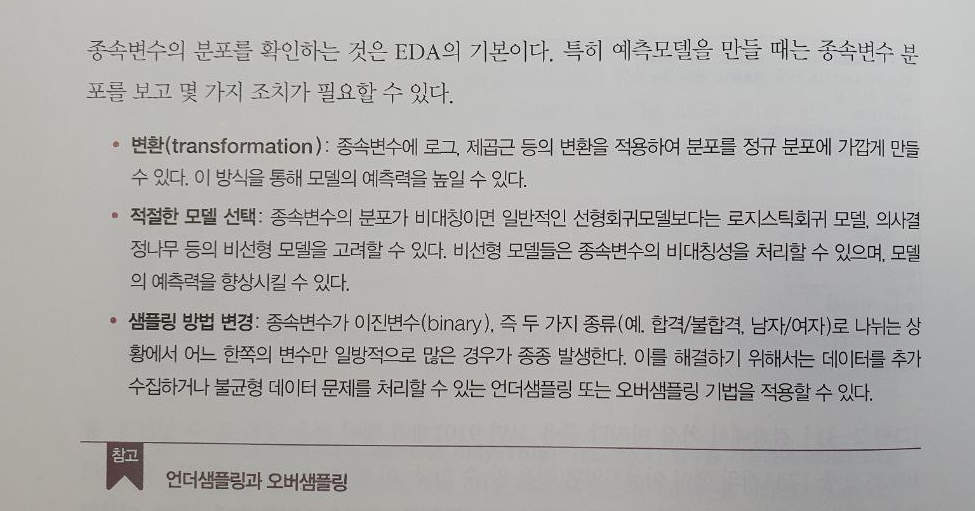 종속변수의 분포를 확인하는 것은 EDA의 기본이다. 특히 예측모델을 만들 때는 종속변수 분
포를 보고 몇 가지 조치가 필요할 수 있다.
• 변환(transformation): 종속변수에 로그, 제곱근 등의 변환을 적용하여 분포를 정규 분포에 가깝게 만들
수 있다. 이 방식을 통해 모델의 예측력을 높일 수 있다.
• 적절한 모델 선택: 종속변수의 분포가 비대칭이면 일반적인 선형회귀모델보다는 로지스틱회귀 모델, 의사결
정나무 등의 비선형 모델을 고려할 수 있다. 비선형 모델들은 종속변수의 비대칭성을 처리할 수 있으며, 모델
의 예측력을 향상시킬 수 있다.
• 샘플링 방법 변경: 종속변수가 이진변수(binary), 즉 두 가지 종류(예, 합격/불합격, 남자/여자)로 나뉘는 상
황에서 어느 한쪽의 변수만 일방적으로 많은 경우가 종종 발생한다. 이를 해결하기 위해서는 데이터를 추가
수집하거나 불균형 데이터 문제를 처리할 수 있는 언더샘플링 또는 오버샘플링 기법을 적용할 수 있다.
참고
언더샘플링과 오버샘플링